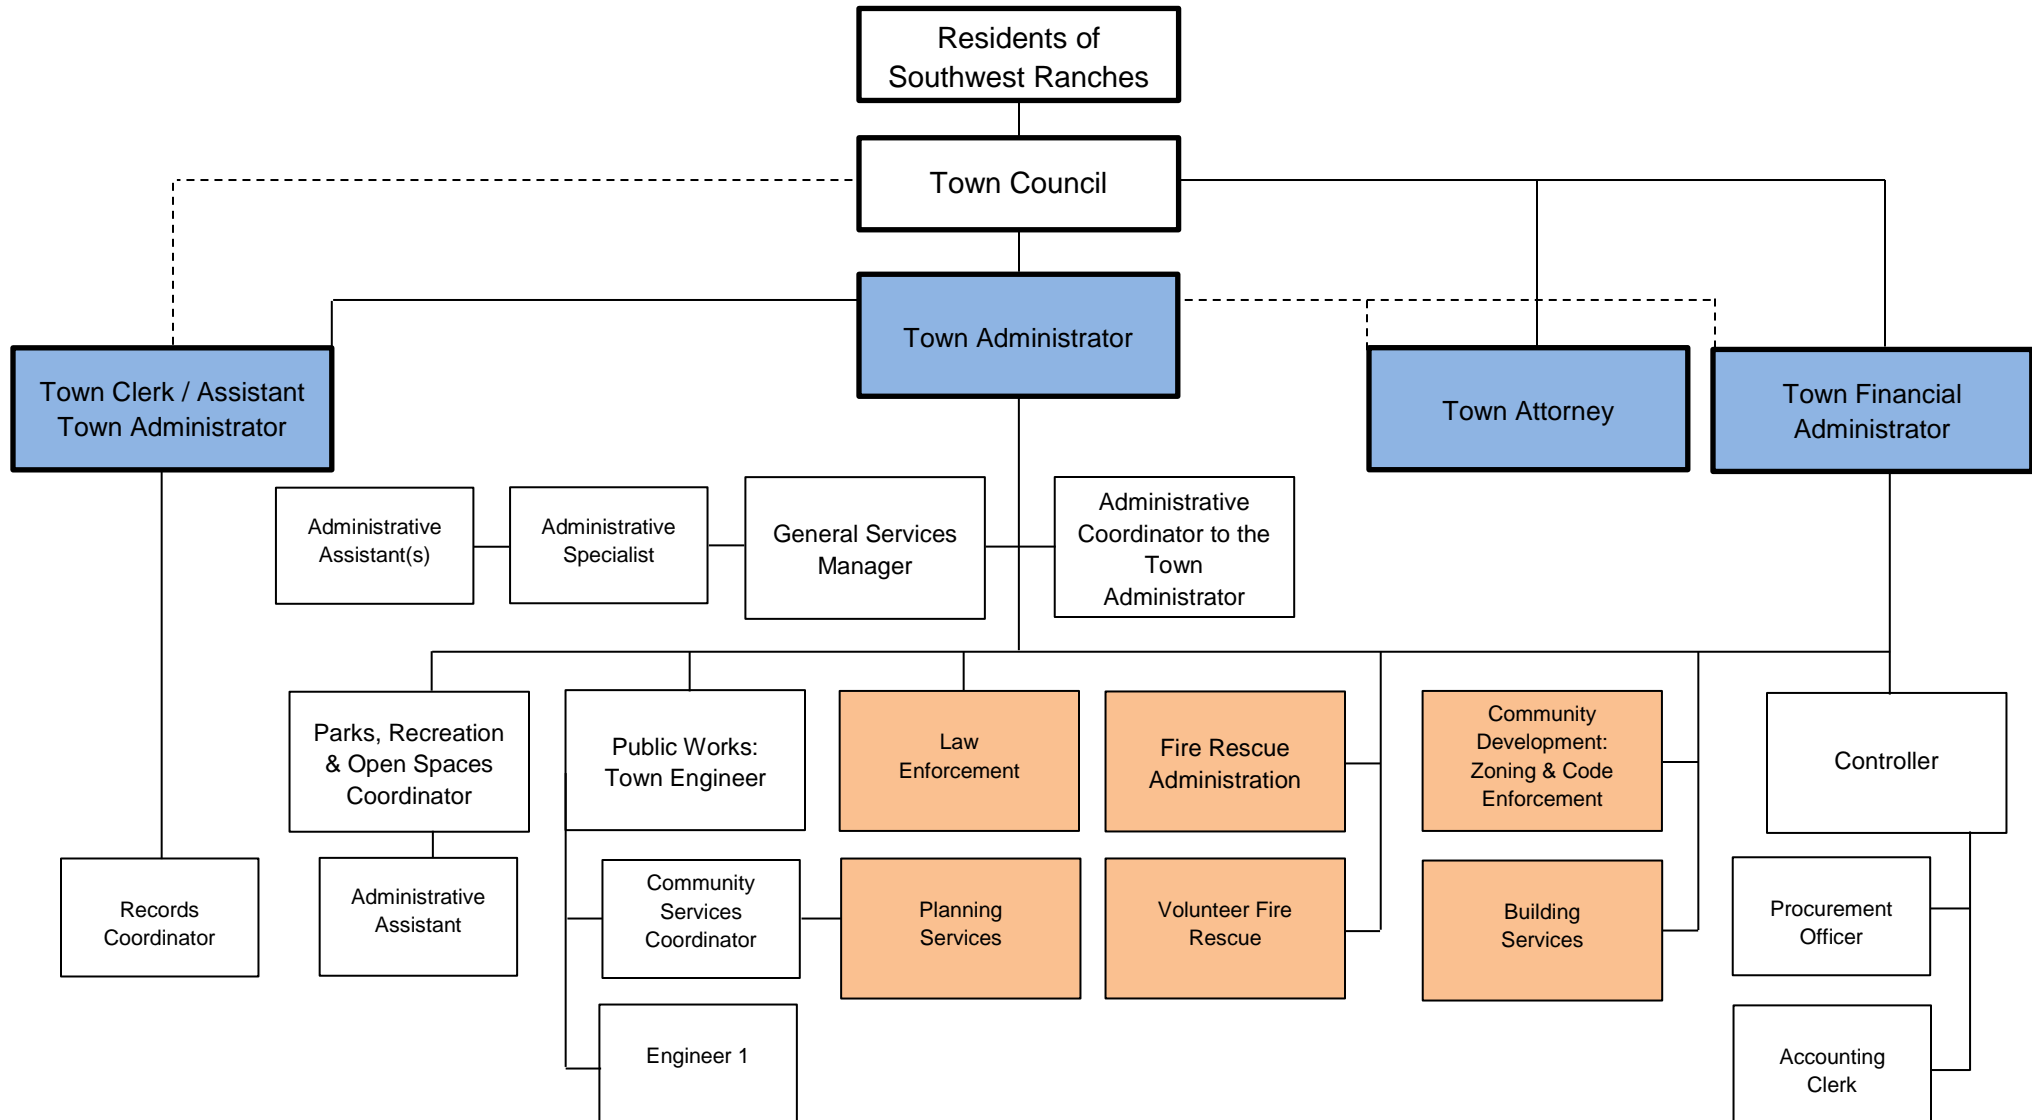 Residents of
Southwest Ranches
Town Council
Town Administrator
Town Clerk / Assistant
Town Administrator
Town Attorney
Town Financial
Administrator
Administrative
Assistant(s)
Administrative
Specialist
General Services
Manager
Administrative
Coordinator to the
Town
Administrator
Parks, Recreation
& Open Spaces
Coordinator
Public Works:
Town Engineer
Law
Enforcement
Fire Rescue
Administration
Community
Development:
Zoning & Code
Enforcement
Controller
Records
Coordinator
Administrative
Assistant
Community
Services
Coordinator
Planning
Services
Volunteer Fire
Rescue
Building
Services
Procurement
Officer
Engineer 1
Accounting
Clerk